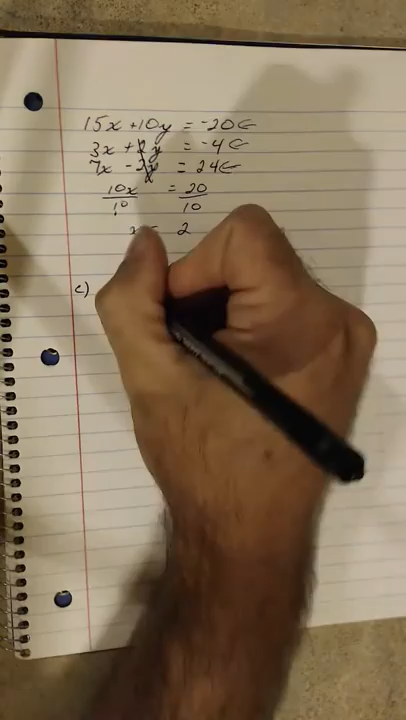 15x + 10y = -20 ←
3x + 2y = -4 ←
7x - 2y = 24 ←
10x = 20
10 10
x = 2
c)